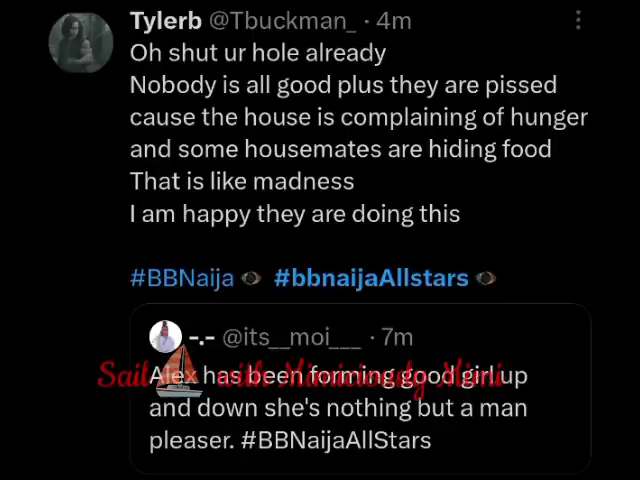 Tylerb @Tbuckman_ · 4m
Oh shut ur hole already
Nobody is all good plus they are pissed
cause the house is complaining of hunger
and some housemates are hiding food
That is like madness
I am happy they are doing this
#BBNaija #bbnaijaAllstars
-.- @its__moi___ · 7m
Alex has been forming good girl up
and down she's nothing but a man
pleaser. #BBNaijaAllStars
Sail with